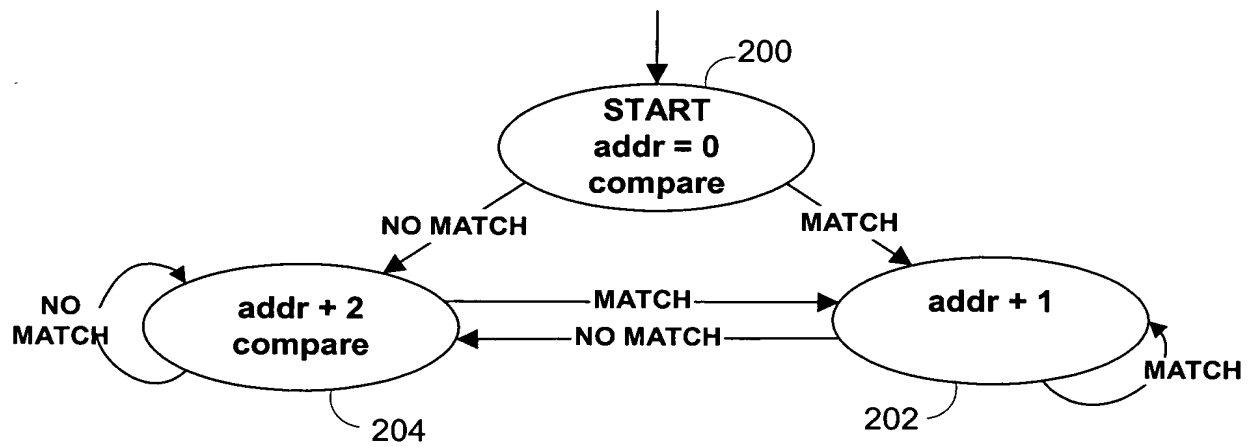 200
START
addr = 0
compare
NO MATCH
MATCH
NO
MATCH
addr + 2
compare
MATCH
NO MATCH
addr + 1
MATCH
204
202